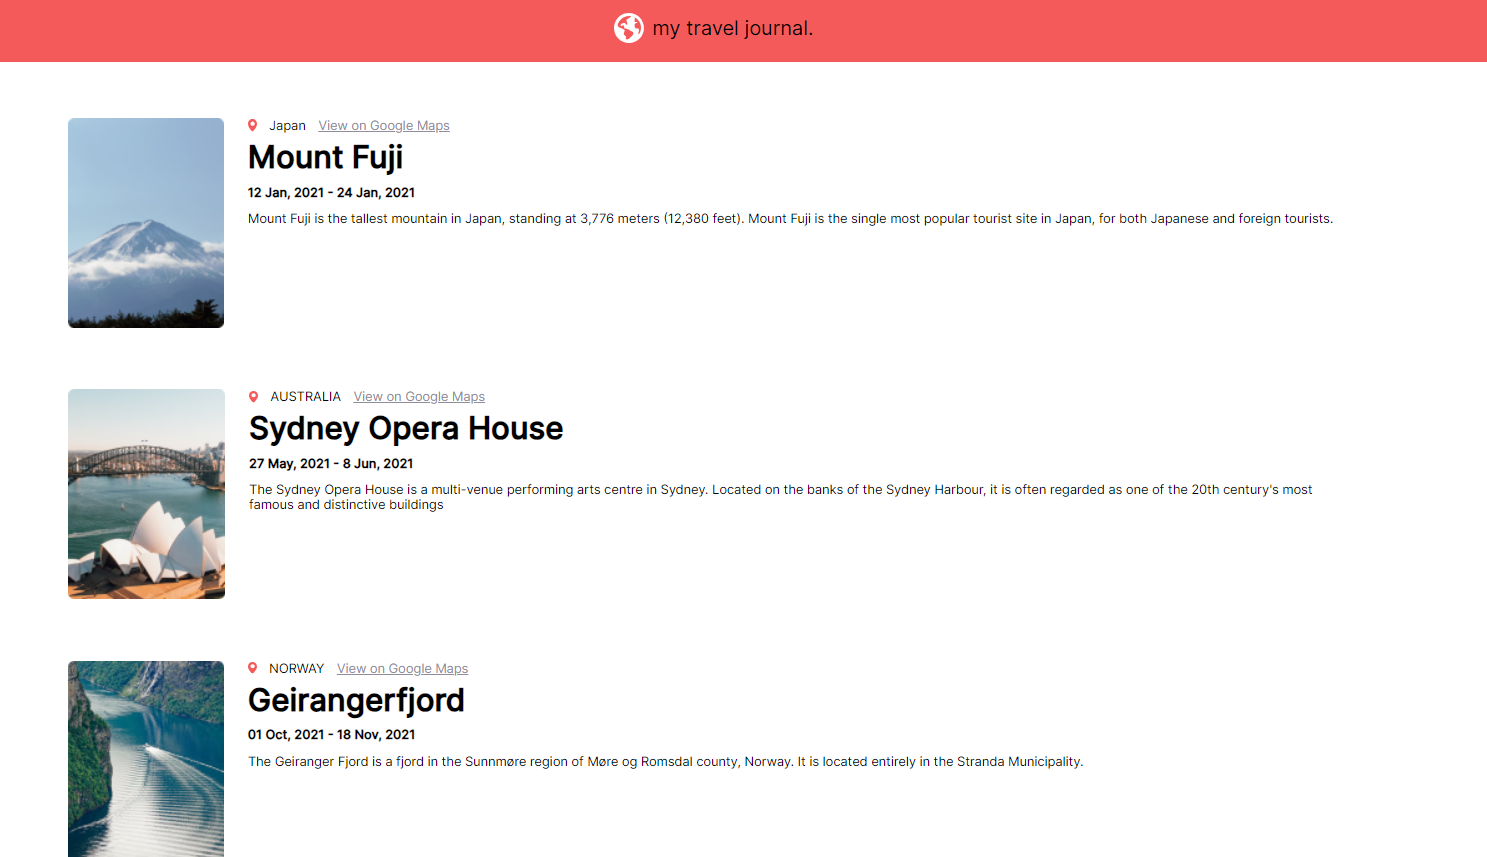 my travel journal.
Japan View on Google Maps
Mount Fuji
12 Jan, 2021 - 24 Jan, 2021
Mount Fuji is the tallest mountain in Japan, standing at 3,776 meters (12,380 feet). Mount Fuji is the single most popular tourist site in Japan, for both Japanese and foreign tourists.
AUSTRALIA View on Google Maps
Sydney Opera House
27 May, 2021 - 8 Jun, 2021
The Sydney Opera House is a multi-venue performing arts centre in Sydney. Located on the banks of the Sydney Harbour, it is often regarded as one of the 20th century's most
famous and distinctive buildings
NORWAY View on Google Maps
Geirangerfjord
01 Oct, 2021 - 18 Nov, 2021
The Geiranger Fjord is a fjord in the Sunnmøre region of Møre og Romsdal county, Norway. It is located entirely in the Stranda Municipality.